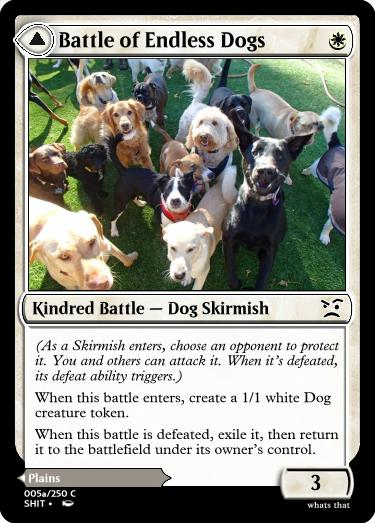 Battle of Endless Dogs
Kindred Battle — Dog Skirmish
(As a Skirmish enters, choose an opponent to protect
it. You and others can attack it. When it's defeated,
its defeat ability triggers.)
When this battle enters, create a 1/1 white Dog
creature token.
When this battle is defeated, exile it, then return
it to the battlefield under its owner's control.
Plains
3
005a/250 C
SHIT •
whats that